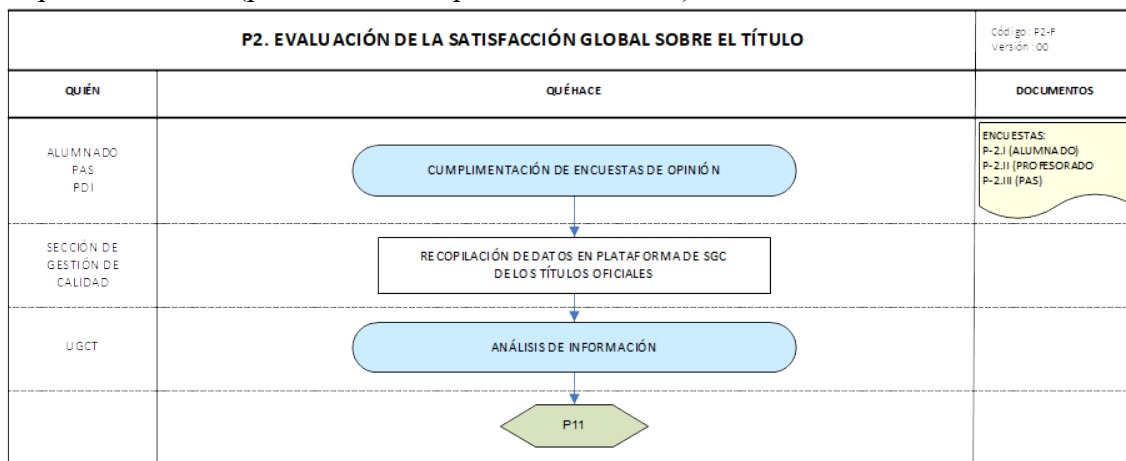 P2. EVALUACIÓN DE LA SATISFACCIÓN GLOBAL SOBRE EL TÍTULO
Código: P2-F
Versión :00
QUIÉN
QUÉ HACE
DOCUMENTOS
ALUMNADO
PAS
PDI
CUMPLIMENTACIÓN DE ENCUESTAS DE OPINIÓN
ENCUESTAS:
P-2.I (ALUMNADO)
P-2.II (PROFESORADO
P-2.III (PAS)
SECCIÓN DE
GESTIÓN DE
CALIDAD
RECOPILACIÓN DE DATOS EN PLATAFORMA DE SGC
DE LOS TÍTULOS OFICIALES
UGCT
ANÁLISIS DE INFORMACIÓN
P11